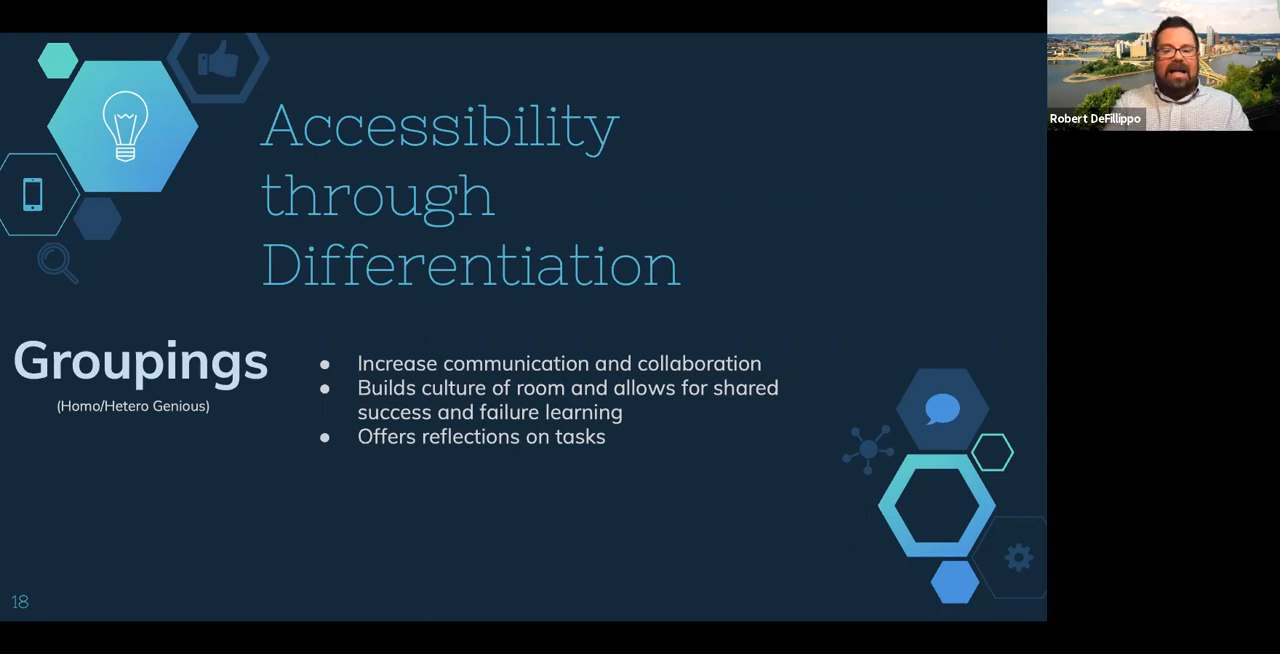 Accessibility
through
Differentiation
Groupings
(Homo/Hetero Genious)
● Increase communication and collaboration
● Builds culture of room and allows for shared
success and failure learning
● Offers reflections on tasks
18
Robert DeFillippo